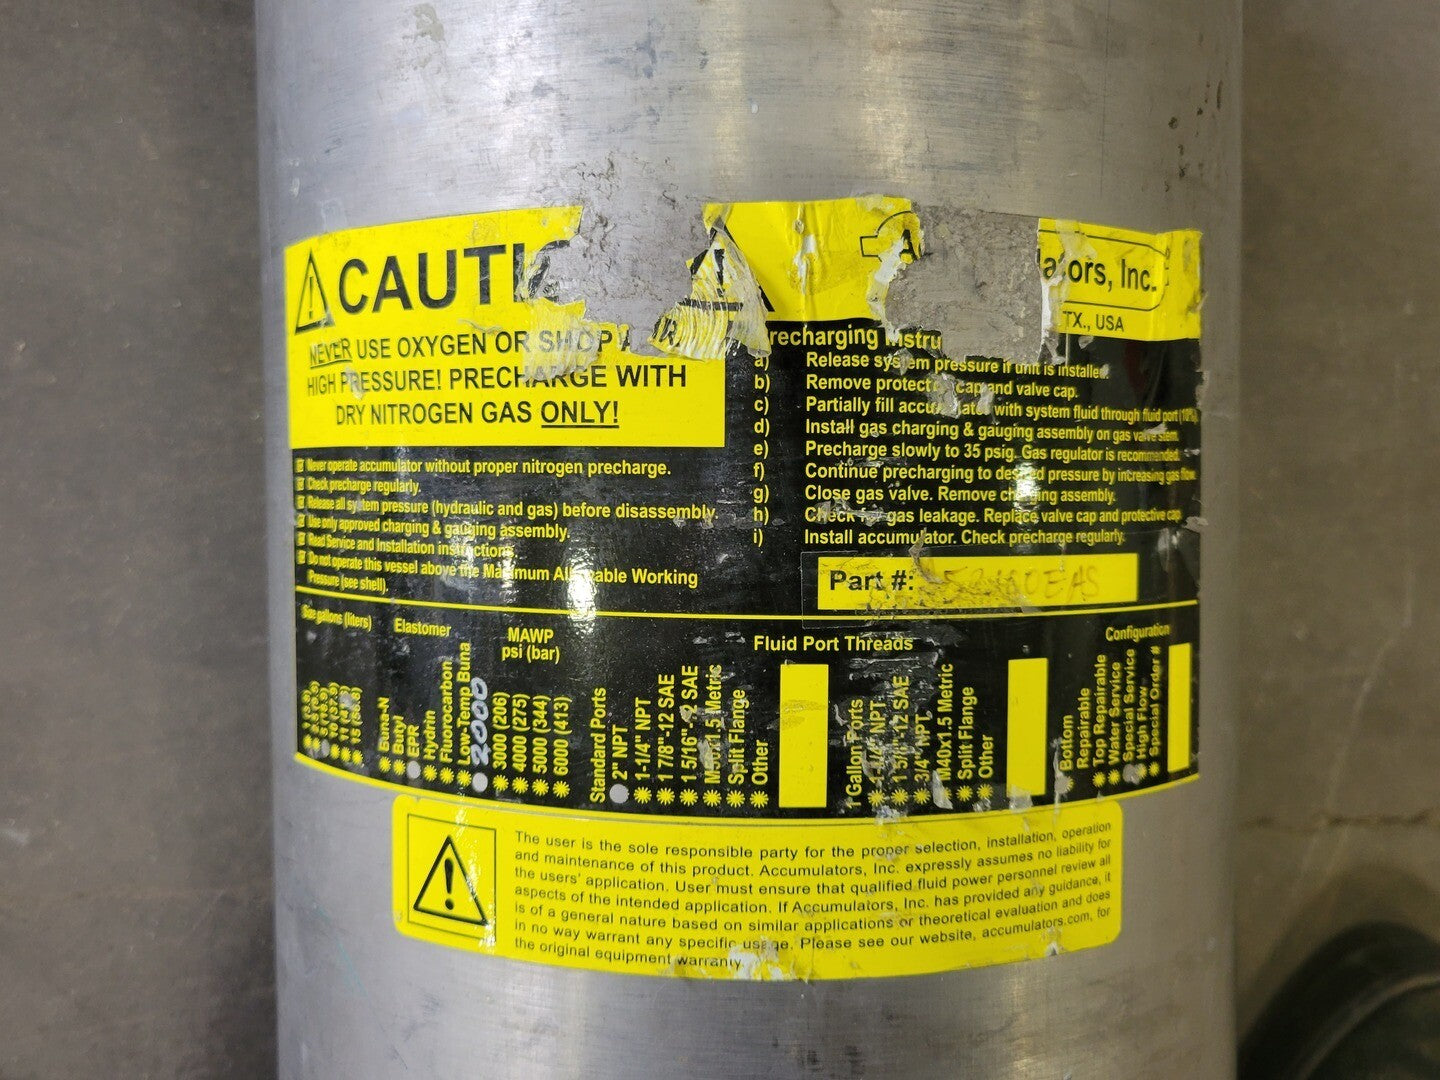 CAUTI
NEVER USE OXYGEN OR SHOP
HIGH PRESSURE! PRECHARGE WITH
DRY NITROGEN GAS ONLY!
Never operate accumulator without proper nitrogen precharge.
Check precharge regularly.
Release all system pressure (hydraulic and gas) before disassembly.
Use only approved charging & gauging assembly.
Read Service and Installation instructions.
Do not operate this vessel above the Maximum Allowable Working
Pressure (see shell).
ators, Inc.
TX., USA
recharging Instru
a) Release system pressure if unit is installed.
b) Remove protective cap and valve cap.
c) Partially fill accumulator with system fluid through fluid port (10%).
d) Install gas charging & gauging assembly on gas valve stem.
e) Precharge slowly to 35 psig. Gas regulator is recommended.
f) Continue precharging to desired pressure by increasing gas flow.
g) Close gas valve. Remove charging assembly.
h) Check for gas leakage. Replace valve cap and protective cap
i) Install accumulator. Check precharge regularly.
Part #:
Size gallons (liters)
Elastomer
Buna-N
Butyl
EPR
Hydrin
Flurocarbon
Low-Temp Buna
MAWP
psi (bar)
2000
3000 (206)
4000 (275)
5000 (344)
6000 (413)
Fluid Port Threads
Standard Ports
2" NPT
1-1/4" NPT
1 7/8"-12 SAE
1 5/16"-12 SAE
M40x1.5 Metric
Split Flange
Other
1 Gallon Ports
1-1/4" NPT
1 5/8"-12 SAE
3/4" NPT
M40x1.5 Metric
Split Flange
Other
Configuration
Bottom
Repairable
Top Repairable
Water Service
Special Service
High Flow
Special Order #
The user is the sole responsible party for the proper selection, installation, operation
and maintenance of this product. Accumulators, Inc. expressly assumes no liability for
the users' application. User must ensure that qualified fluid power personnel review all
aspects of the intended application. If Accumulators, Inc. has provided any guidance, it
is of a general nature based on similar applications or theoretical evaluation and does
in no way warrant any specific usage. Please see our website, accumulators.com, for
the original equipment warranty.